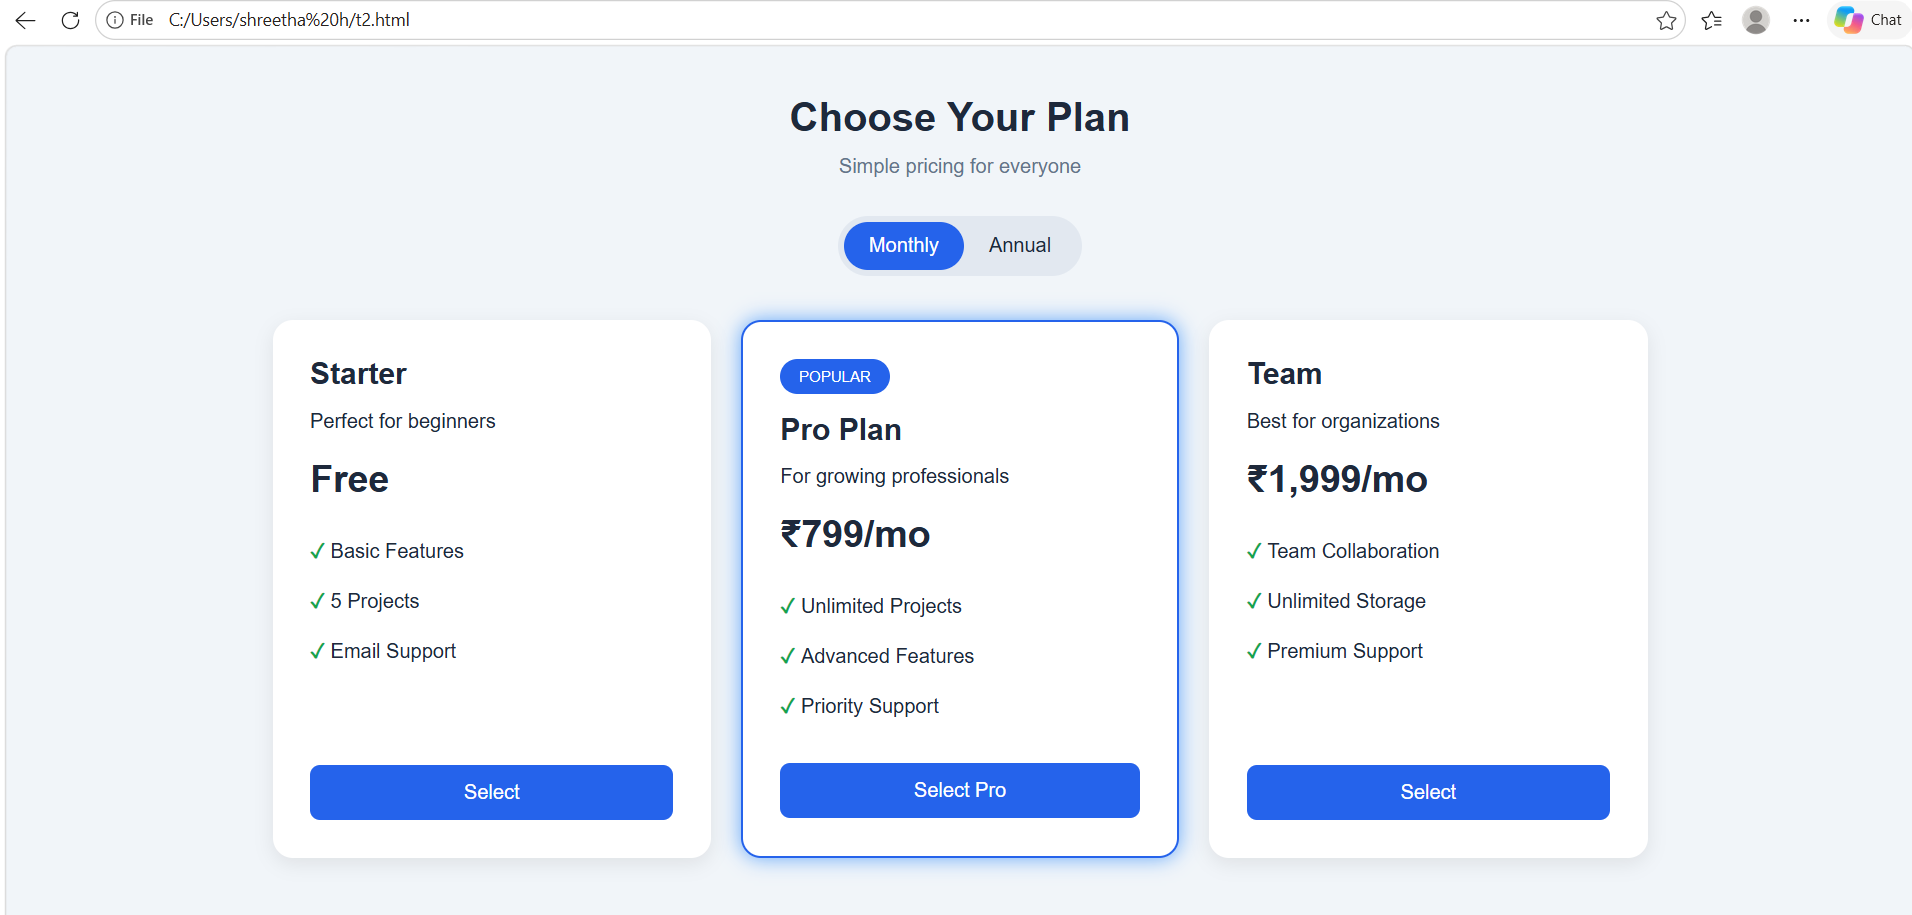 File C:/Users/shreetha%20h/t2.html
Chat
Choose Your Plan
Simple pricing for everyone
Monthly Annual
Starter
Perfect for beginners
Free
✓ Basic Features
✓ 5 Projects
✓ Email Support
Select
POPULAR
Pro Plan
For growing professionals
₹799/mo
✓ Unlimited Projects
✓ Advanced Features
✓ Priority Support
Select Pro
Team
Best for organizations
₹1,999/mo
✓ Team Collaboration
✓ Unlimited Storage
✓ Premium Support
Select